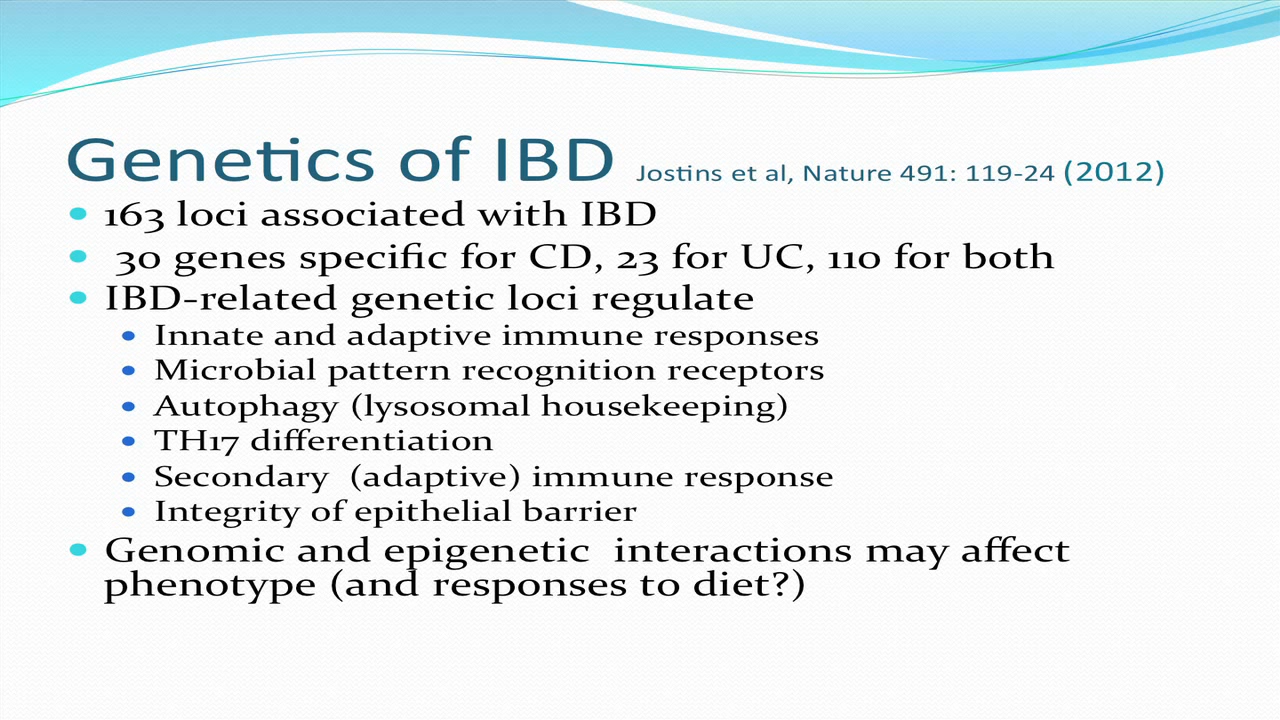 Genetics of IBD Jostins et al, Nature 491: 119-24 (2012)
• 163 loci associated with IBD
• 30 genes specific for CD, 23 for UC, 110 for both
• IBD-related genetic loci regulate
• Innate and adaptive immune responses
• Microbial pattern recognition receptors
• Autophagy (lysosomal housekeeping)
• TH17 differentiation
• Secondary (adaptive) immune response
• Integrity of epithelial barrier
• Genomic and epigenetic interactions may affect
phenotype (and responses to diet?)